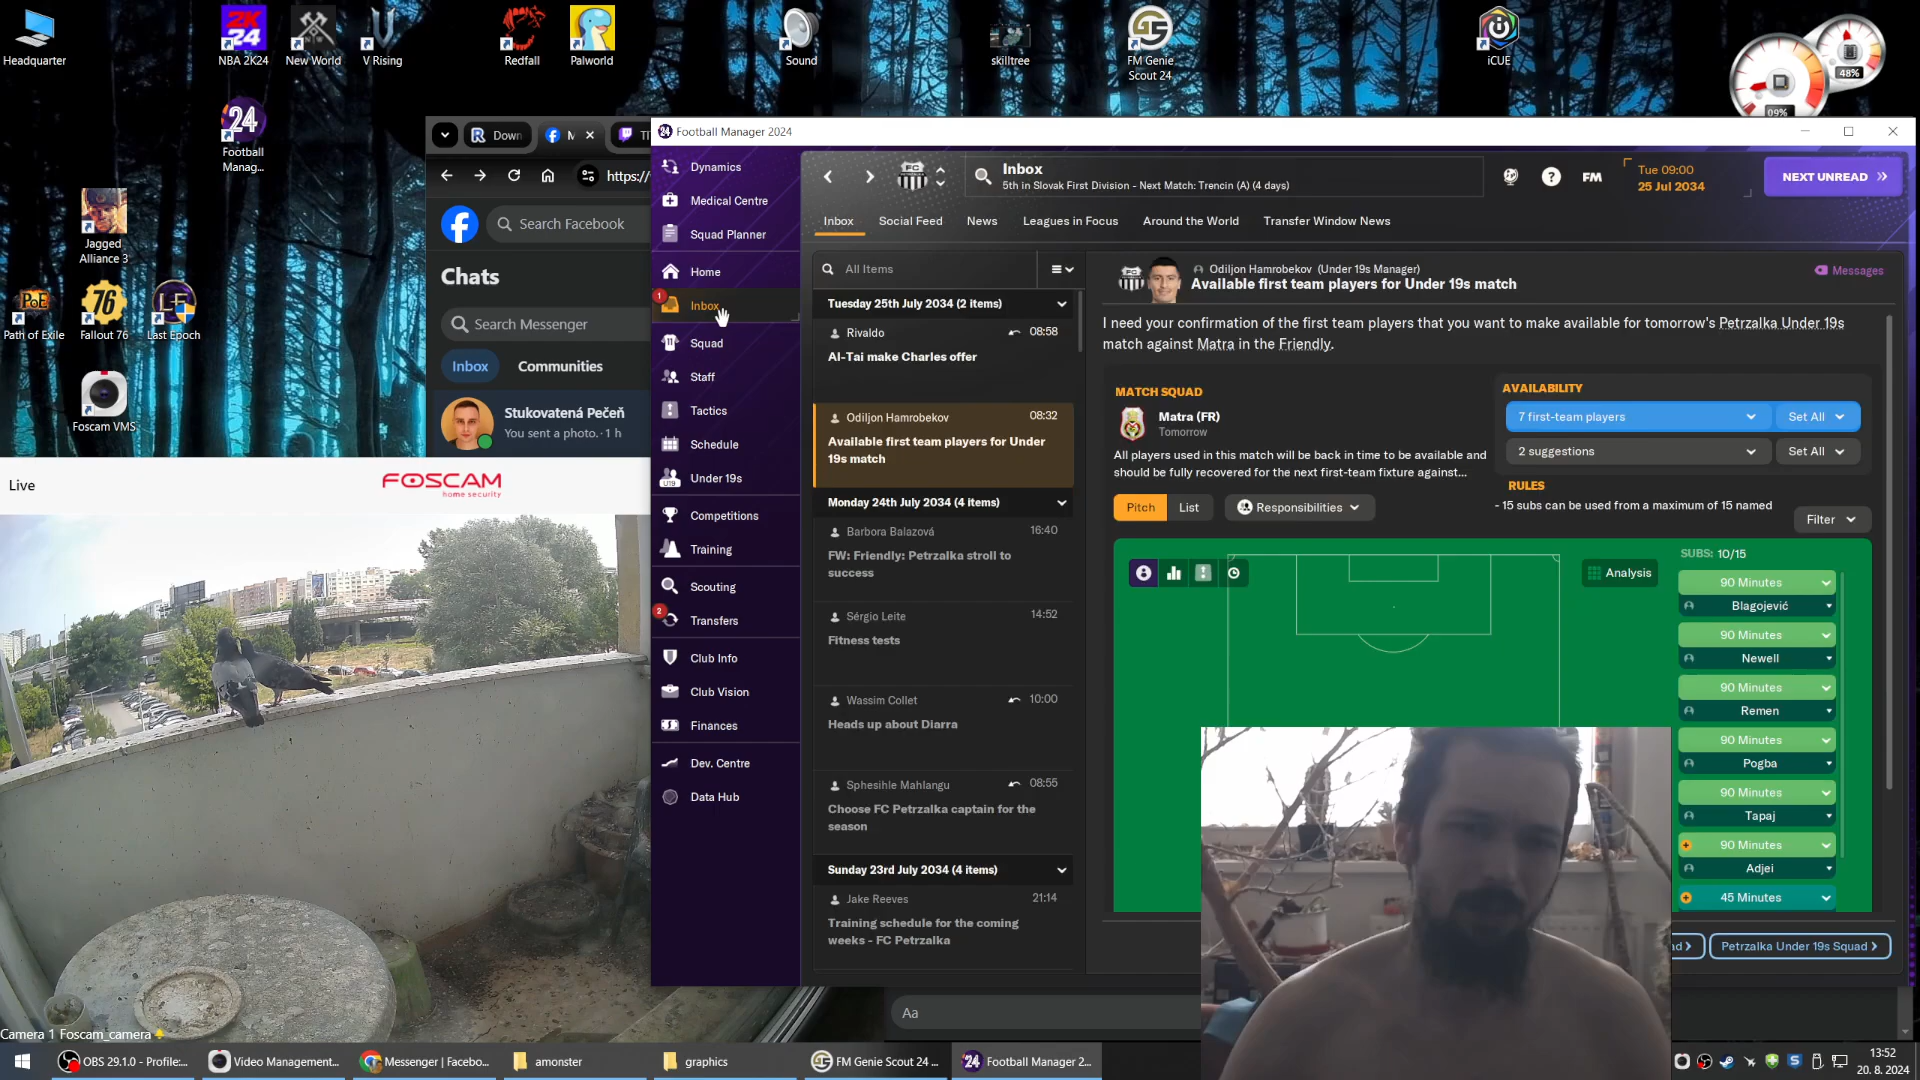 Headquarter
NBA 2K24
New World
V Rising
Redfall
Palworld
Sound
skilltree
FM Genie
Scout 24
iCUE
48%
09%
24
Football
Manag...
Jagged
Alliance 3
Path of Exile
Fallout 76
Last Epoch
Foscam VMS
Down
M
https://
Search Facebook
Chats
Search Messenger
Inbox
Communities
Stukovatená Pečeň
You sent a photo. · 1 h
Live
FOSCAM
home security
Camera 1 Foscam_camera
Football Manager 2024
Dynamics
Medical Centre
Squad Planner
Home
1
Inbox
Squad
Staff
Tactics
Schedule
Under 19s
Competitions
Training
Scouting
2
Transfers
Club Info
Club Vision
Finances
Dev. Centre
Data Hub
Inbox
5th in Slovak First Division - Next Match: Trencin (A) (4 days)
FM
Tue 09:00
25 Jul 2034
NEXT UNREAD
Inbox
Social Feed
News
Leagues in Focus
Around the World
Transfer Window News
All Items
Tuesday 25th July 2034 (2 items)
Rivaldo
08:58
Al-Tai make Charles offer
Odiljon Hamrobekov
08:32
Available first team players for Under
19s match
Monday 24th July 2034 (4 items)
Barbora Balazová
16:40
FW: Friendly: Petrzalka stroll to
success
Sérgio Leite
14:52
Fitness tests
Wassim Collet
10:00
Heads up about Diarra
Sphesihle Mahlangu
08:55
Choose FC Petrzalka captain for the
season
Sunday 23rd July 2034 (4 items)
Jake Reeves
21:14
Training schedule for the coming
weeks - FC Petrzalka
Odiljon Hamrobekov (Under 19s Manager)
Available first team players for Under 19s match
Messages
I need your confirmation of the first team players that you want to make available for tomorrow's Petrzalka Under 19s
match against Matra in the Friendly.
MATCH SQUAD
Matra (FR)
Tomorrow
All players used in this match will be back in time to be available and
should be fully recovered for the next first-team fixture against...
AVAILABILITY
7 first-team players
Set All
2 suggestions
Set All
RULES
- 15 subs can be used from a maximum of 15 named
Pitch
List
Responsibilities
Filter
Analysis
SUBS: 10/15
90 Minutes
Blagojević
90 Minutes
Newell
90 Minutes
Remen
90 Minutes
Pogba
90 Minutes
Tapaj
90 Minutes
Adjei
45 Minutes
Petrzalka Under 19s Squad
Aa
OBS 29.1.0 - Profile:...
Video Management...
Messenger | Facebo...
amonster
graphics
FM Genie Scout 24 ...
Football Manager 2...
13:52
20. 8. 2024